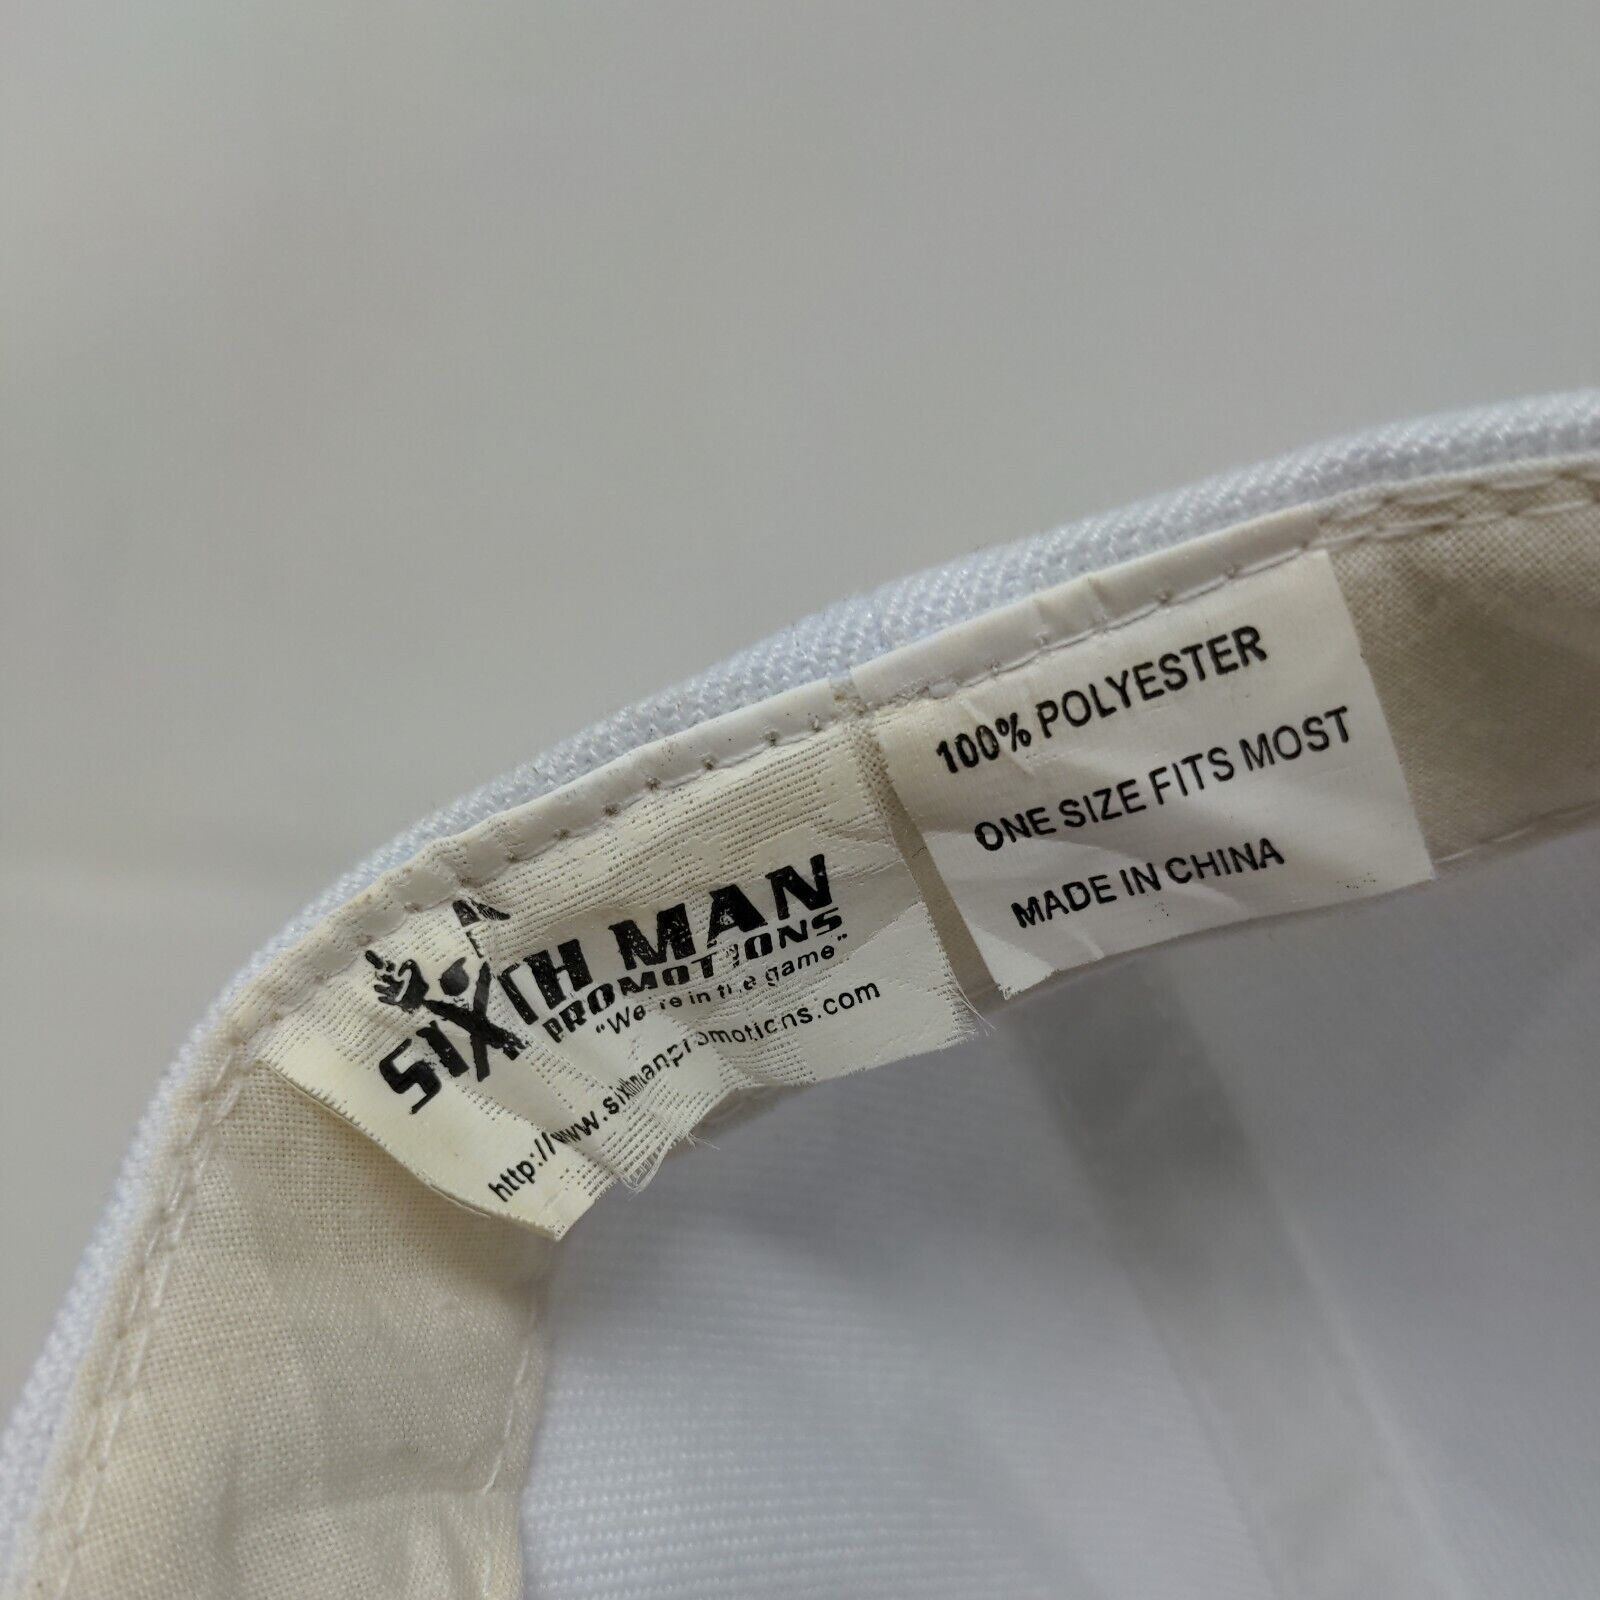 SIXTH MAN
PROMOTIONS
"We're in the game"
http://www.sixthmanpromotions.com
100% POLYESTER
ONE SIZE FITS MOST
MADE IN CHINA